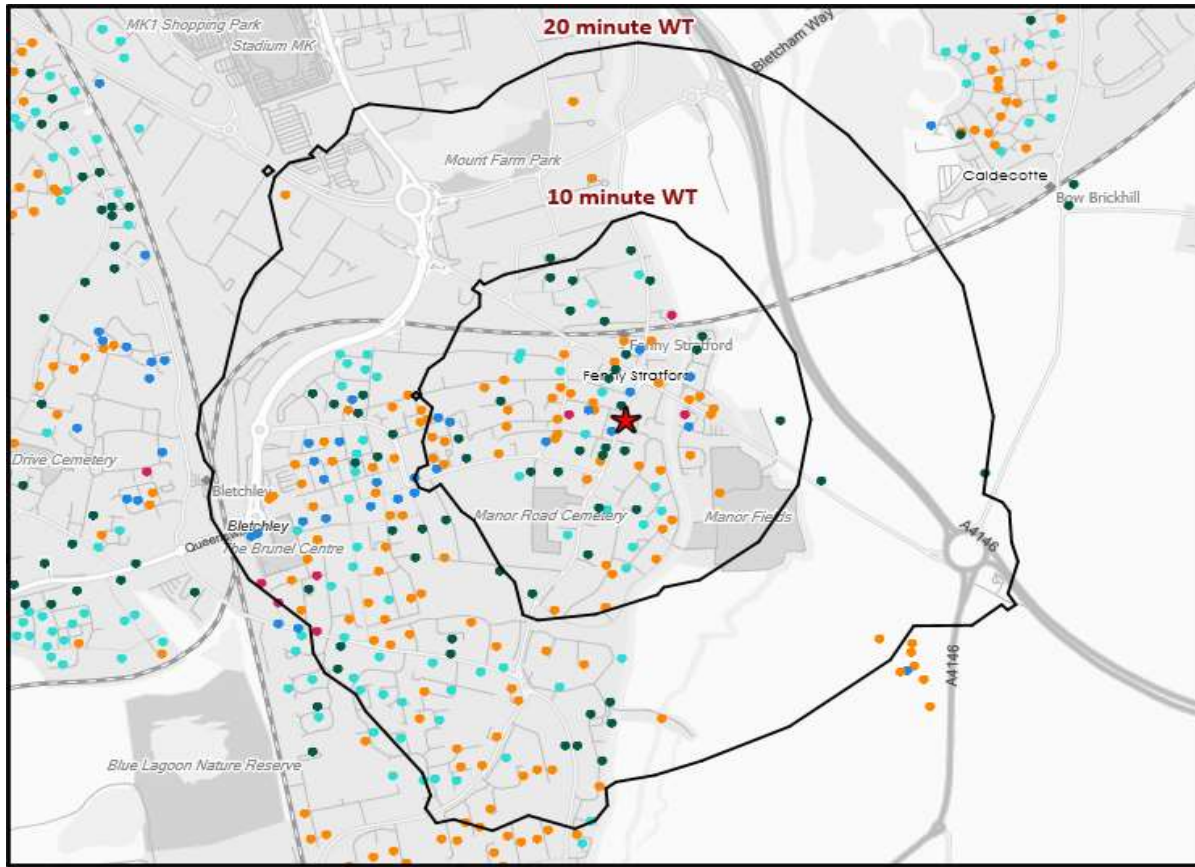 20 minute WT
MK1 Shopping Park
Stadium MK
Bletcham Way
Mount Farm Park
Caldecotte
Bow Brickhill
10 minute WT
Fenny Stratford
Fenny Stratford
Drive Cemetery
Bletchley
Bletchley
The Brunel Centre
Manor Road Cemetery
Manor Fields
A4146
A4146
Blue Lagoon Nature Reserve